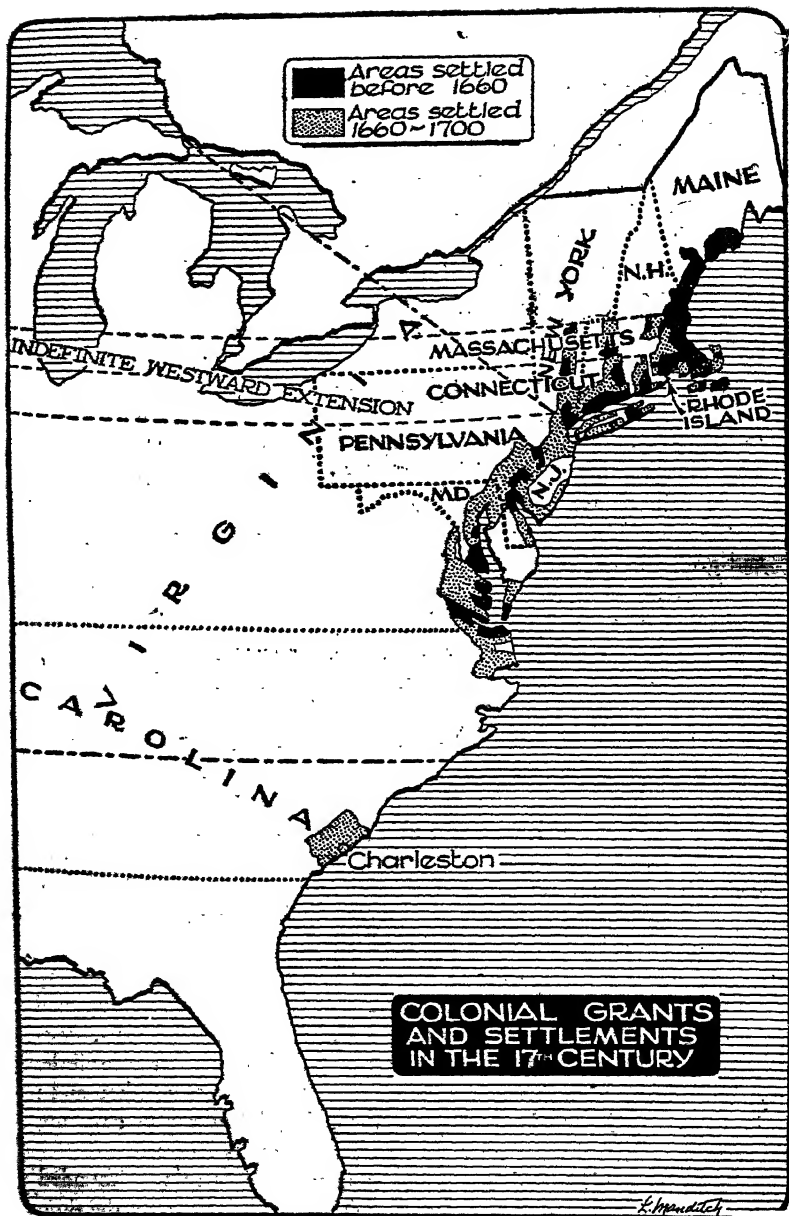 Areas settled
before 1660
Areas settled
1660~1700
MAINE
NEW YORK
N.H.
MASSACHUSETTS
INDEFINITE WESTWARD EXTENSION
CONNECTICUT
RHODE
ISLAND
PENNSYLVANIA
N.J.
MD.
VIRGINIA
CAROLINA
Charleston
COLONIAL GRANTS
AND SETTLEMENTS
IN THE 17TH CENTURY
L. Manditch